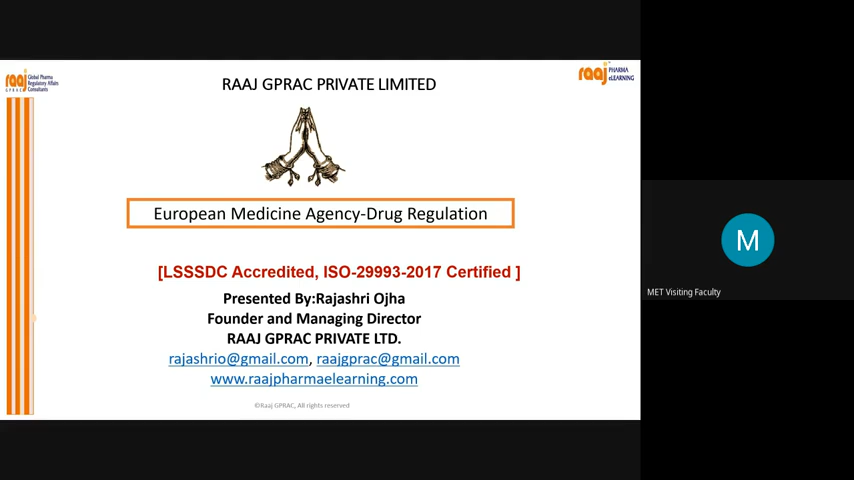 raaj
GPRAC
Global Pharma
Regulatory Affairs
Consultants
RAAJ GPRAC PRIVATE LIMITED
raaj PHARMA
eLEARNING
European Medicine Agency-Drug Regulation
[LSSSDC Accredited, ISO-29993-2017 Certified ]
Presented By:Rajashri Ojha
Founder and Managing Director
RAAJ GPRAC PRIVATE LTD.
rajashrio@gmail.com, raajgprac@gmail.com
www.raajpharmaelearning.com
©Raaj GPRAC, All rights reserved
M
MET Visiting Faculty